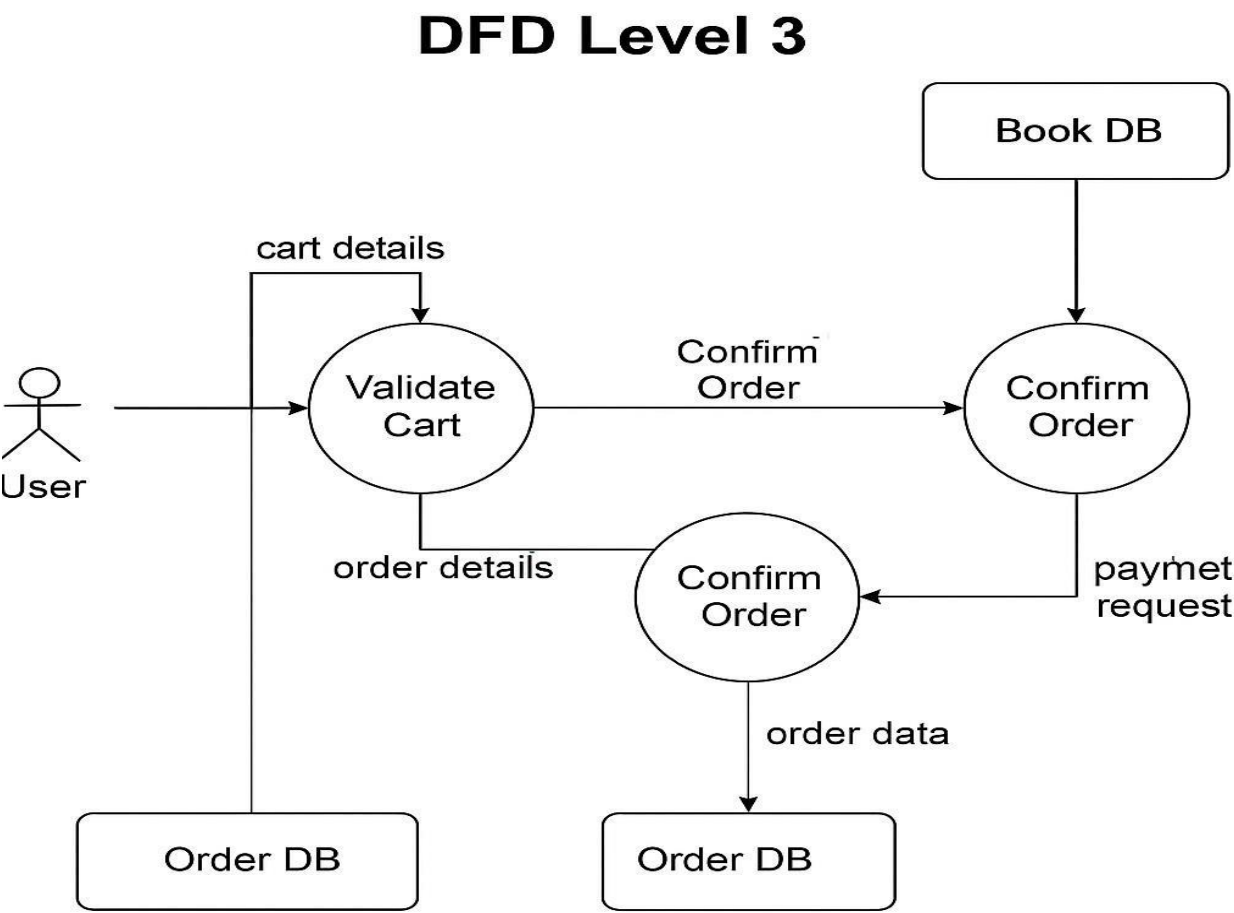 DFD Level 3
Book DB
cart details
Validate
Cart
Confirm
Order
Confirm
Order
User
order details
Confirm
Order
paymet
request
order data
Order DB
Order DB